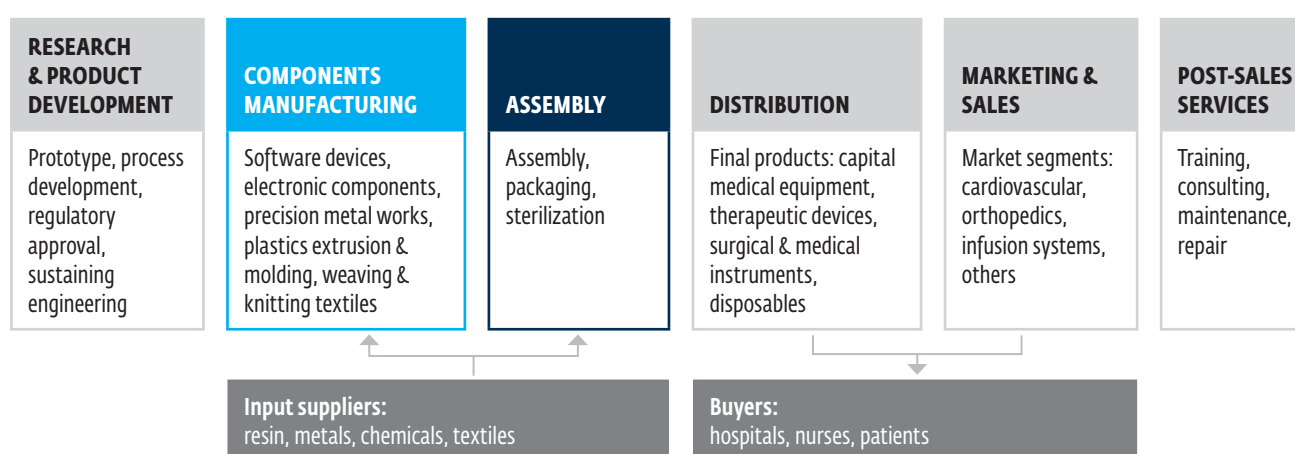 RESEARCH
& PRODUCT
DEVELOPMENT
Prototype, process
development,
regulatory
approval,
sustaining
engineering
COMPONENTS
MANUFACTURING
Software devices,
electronic components,
precision metal works,
plastics extrusion &
molding, weaving &
knitting textiles
ASSEMBLY
Assembly,
packaging,
sterilization
DISTRIBUTION
Final products: capital
medical equipment,
therapeutic devices,
surgical & medical
instruments,
disposables
MARKETING &
SALES
Market segments:
cardiovascular,
orthopedics,
infusion systems,
others
POST-SALES
SERVICES
Training,
consulting,
maintenance,
repair
Input suppliers:
resin, metals, chemicals, textiles
Buyers:
hospitals, nurses, patients